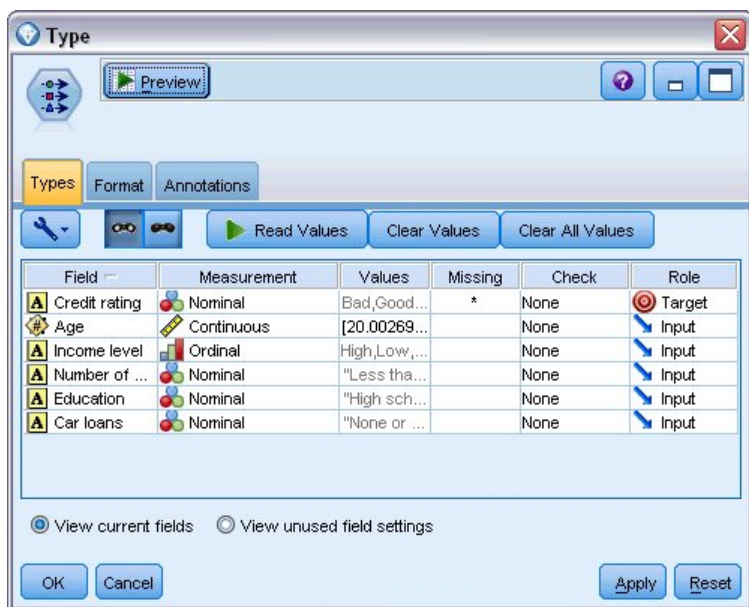 Type
Preview
Types Format Annotations
Read Values Clear Values Clear All Values
Field Measurement Values Missing Check Role
A Credit rating Nominal Bad,Good... * None Target
# Age Continuous [20.00269... None Input
A Income level Ordinal High,Low,... None Input
A Number of ... Nominal "Less tha... None Input
A Education Nominal "High sch... None Input
A Car loans Nominal "None or ... None Input
View current fields View unused field settings
OK Cancel Apply Reset